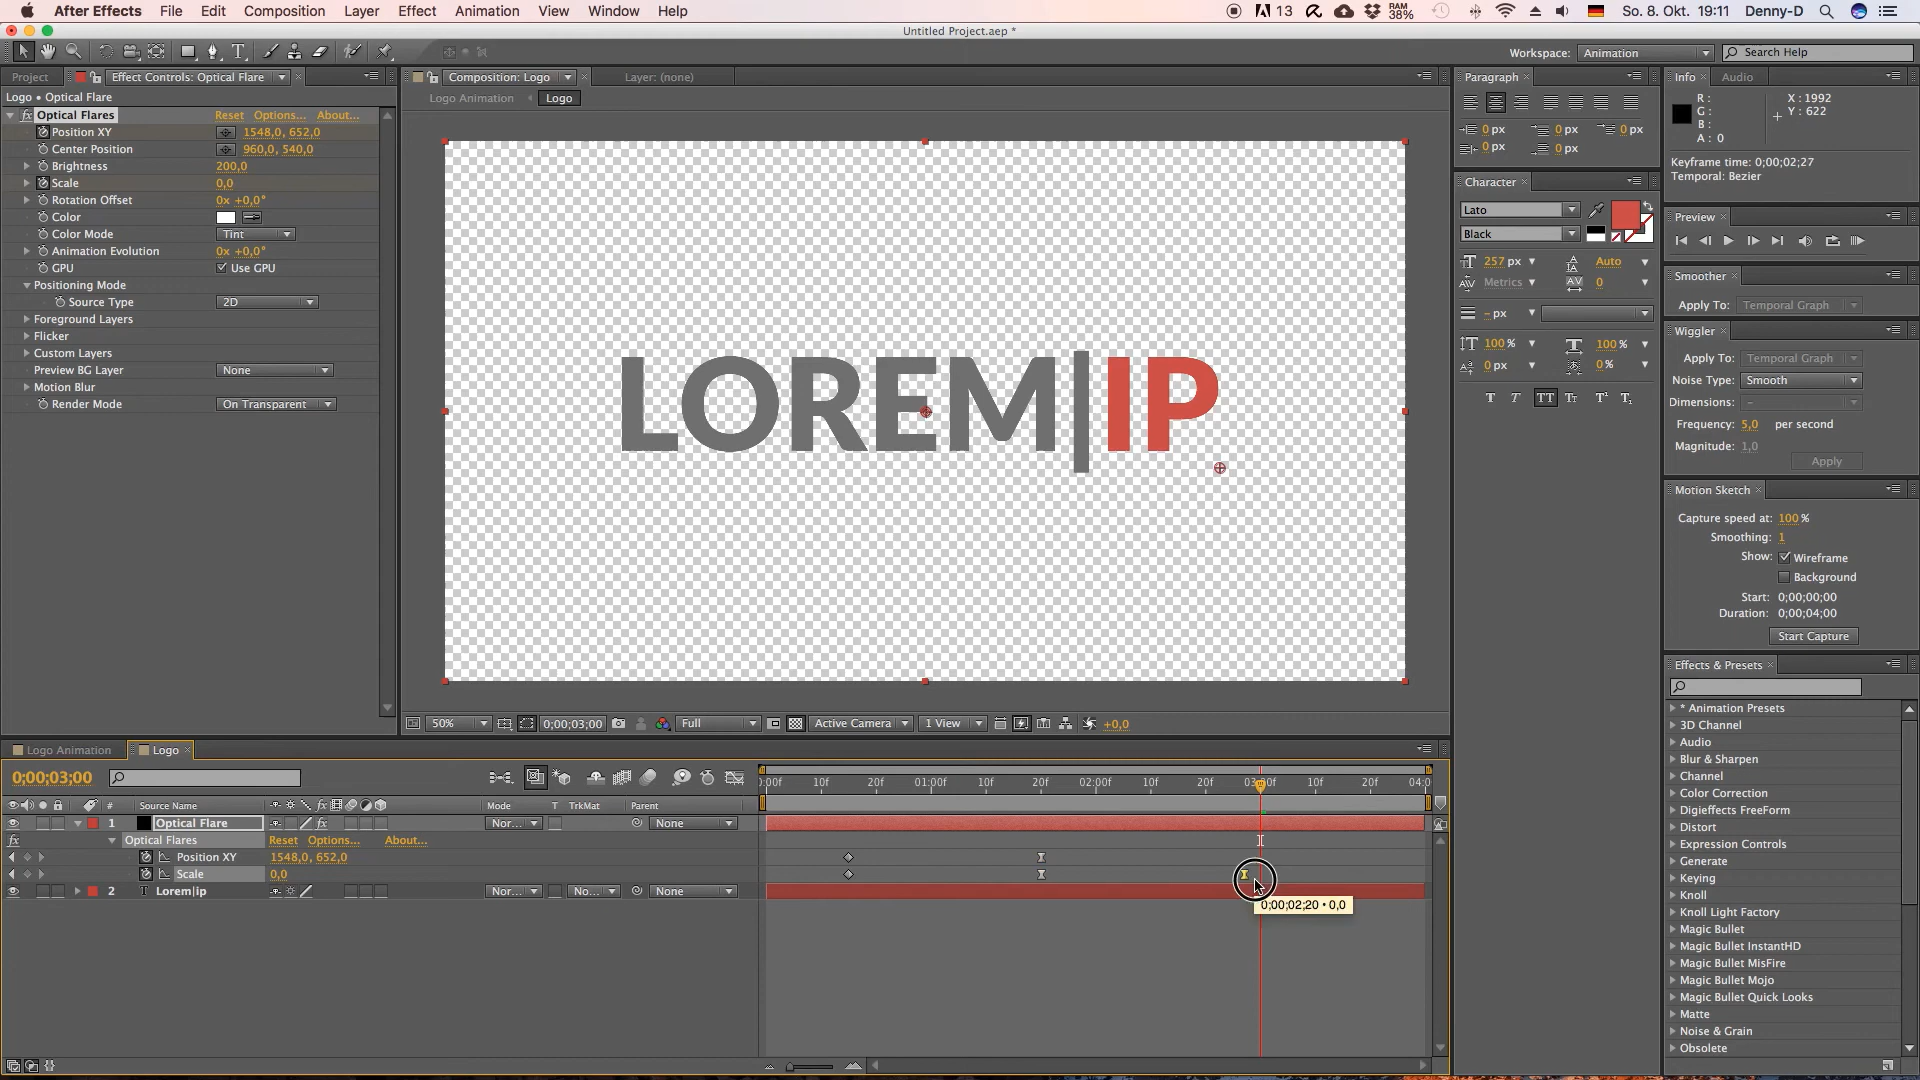 After Effects File Edit Composition Layer Effect Animation View Window Help 13 RAM 38% So. 8. Okt. 19:11 Denny-D
Untitled Project.aep *
Workspace: Animation Search Help
Project Effect Controls: Optical Flare Composition: Logo Layer: (none) Paragraph Info Audio
Logo • Optical Flare
Logo Animation Logo
fx Optical Flares Reset Options... About...
Position XY 1548,0, 652,0
Center Position 960,0, 540,0
Brightness 200,0
Scale 0,0
Rotation Offset 0x +0,0°
Color
Color Mode Tint
Animation Evolution 0x +0,0°
GPU Use GPU
Positioning Mode
Source Type 2D
Foreground Layers
Flicker
Custom Layers
Preview BG Layer None
Motion Blur
Render Mode On Transparent
LOREM|IP
50% 0;00;03;00 Full Active Camera 1 View +0,0
0 px 0 px 0 px
0 px 0 px
Character
Lato
Black
257 px Auto
Metrics 0
- px
100 % 100 %
0 px 0 %
T T TT Tr T¹ T₁
R: X : 1992
G: Y : 622
B:
A : 0
Keyframe time: 0;00;02;27
Temporal: Bezier
Preview
Smoother
Apply To: Temporal Graph
Wiggler
Apply To: Temporal Graph
Noise Type: Smooth
Dimensions: -
Frequency: 5,0 per second
Magnitude: 1,0
Apply
Motion Sketch
Capture speed at: 100 %
Smoothing: 1
Show: Wireframe
Background
Start: 0;00;00;00
Duration: 0;00;04;00
Start Capture
Effects & Presets
* Animation Presets
3D Channel
Audio
Blur & Sharpen
Channel
Color Correction
Digieffects FreeForm
Distort
Expression Controls
Generate
Keying
Knoll
Knoll Light Factory
Magic Bullet
Magic Bullet InstantHD
Magic Bullet MisFire
Magic Bullet Mojo
Magic Bullet Quick Looks
Matte
Noise & Grain
Obsolete
Logo Animation Logo
0;00;03;00
:00f 10f 20f 01:00f 10f 20f 02:00f 10f 20f 03:00f 10f 20f 04:0
# Source Name fx Mode T TrkMat Parent
1 Optical Flare fx Nor... None
fx Optical Flares Reset Options... About...
Position XY 1548,0, 652,0
Scale 0,0
2 T Lorem|ip Nor... No... None
0;00;02;20 • 0,0